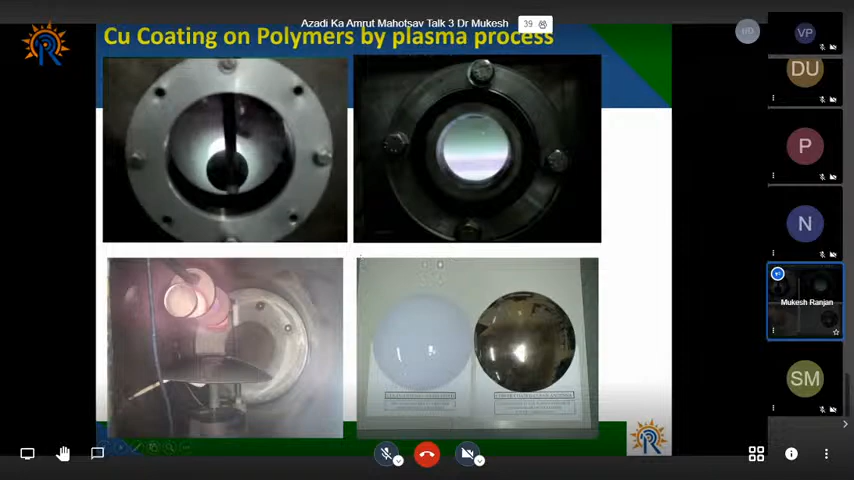 Azadi Ka Amrut Mahotsav Talk 3 Dr Mukesh
39
Cu Coating on Polymers by plasma process
HD
VP
DU
P
N
Mukesh Ranjan
SM